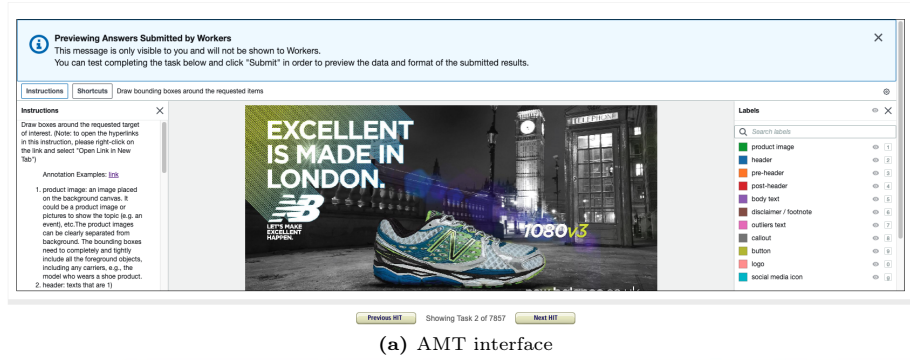 Previewing Answers Submitted by Workers
This message is only visible to you and will not be shown to Workers.
You can test completing the task below and click "Submit" in order to preview the data and format of the submitted results.
Instructions
Shortcuts
Draw bounding boxes around the requested items
Instructions
Draw boxes around the requested target
of interest. (Note: to open the hyperlinks
in this instruction, please right-click on
the link and select "Open Link in New
Tab")
Annotation Examples: link
1. product image: an image placed
on the background canvas. It
could be a product image or
pictures to show the topic (e.g. an
event), etc.The product images
can be clearly separated from
background. The bounding boxes
need to completely and tightly
include all the foreground objects,
including any carriers, e.g., the
model who wears a shoe product.
2. header: texts that are 1)
EXCELLENT
IS MADE IN
LONDON.
LET'S MAKE
EXCELLENT
HAPPEN.
TELEPHONE
1080v3
Labels
Search labels
product image 1
header 2
pre-header 3
post-header 4
body text 5
disclaimer / footnote 6
outliers text 7
callout 8
button 9
logo 0
social media icon
Previous HIT
Showing Task 2 of 7857
Next HIT
(a) AMT interface